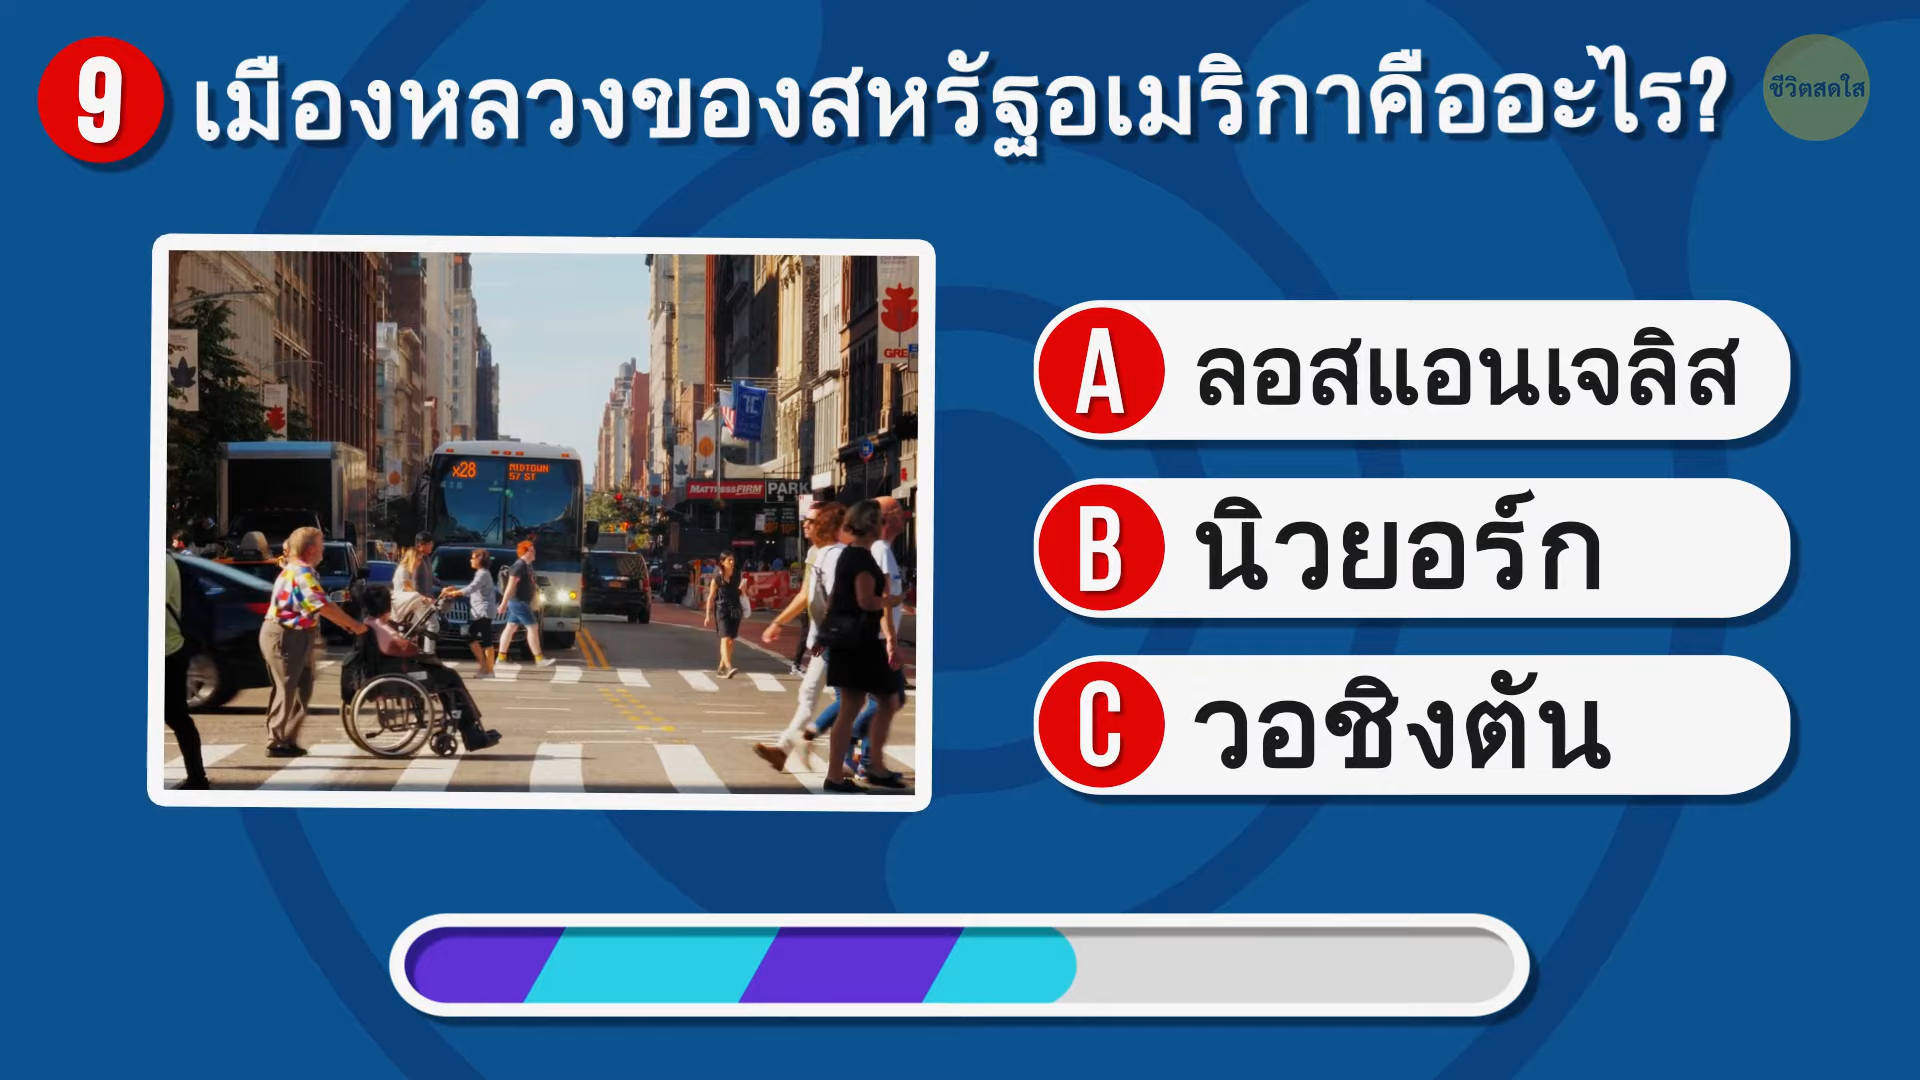 9 เมืองหลวงของสหรัฐอเมริกาคืออะไร?
ชีวิตสดใส
x28 MIDTOWN
57 ST
MATTRESSFIRM PARK
GRE
A ลอสแอนเจลิส
B นิวยอร์ก
C วอชิงตัน